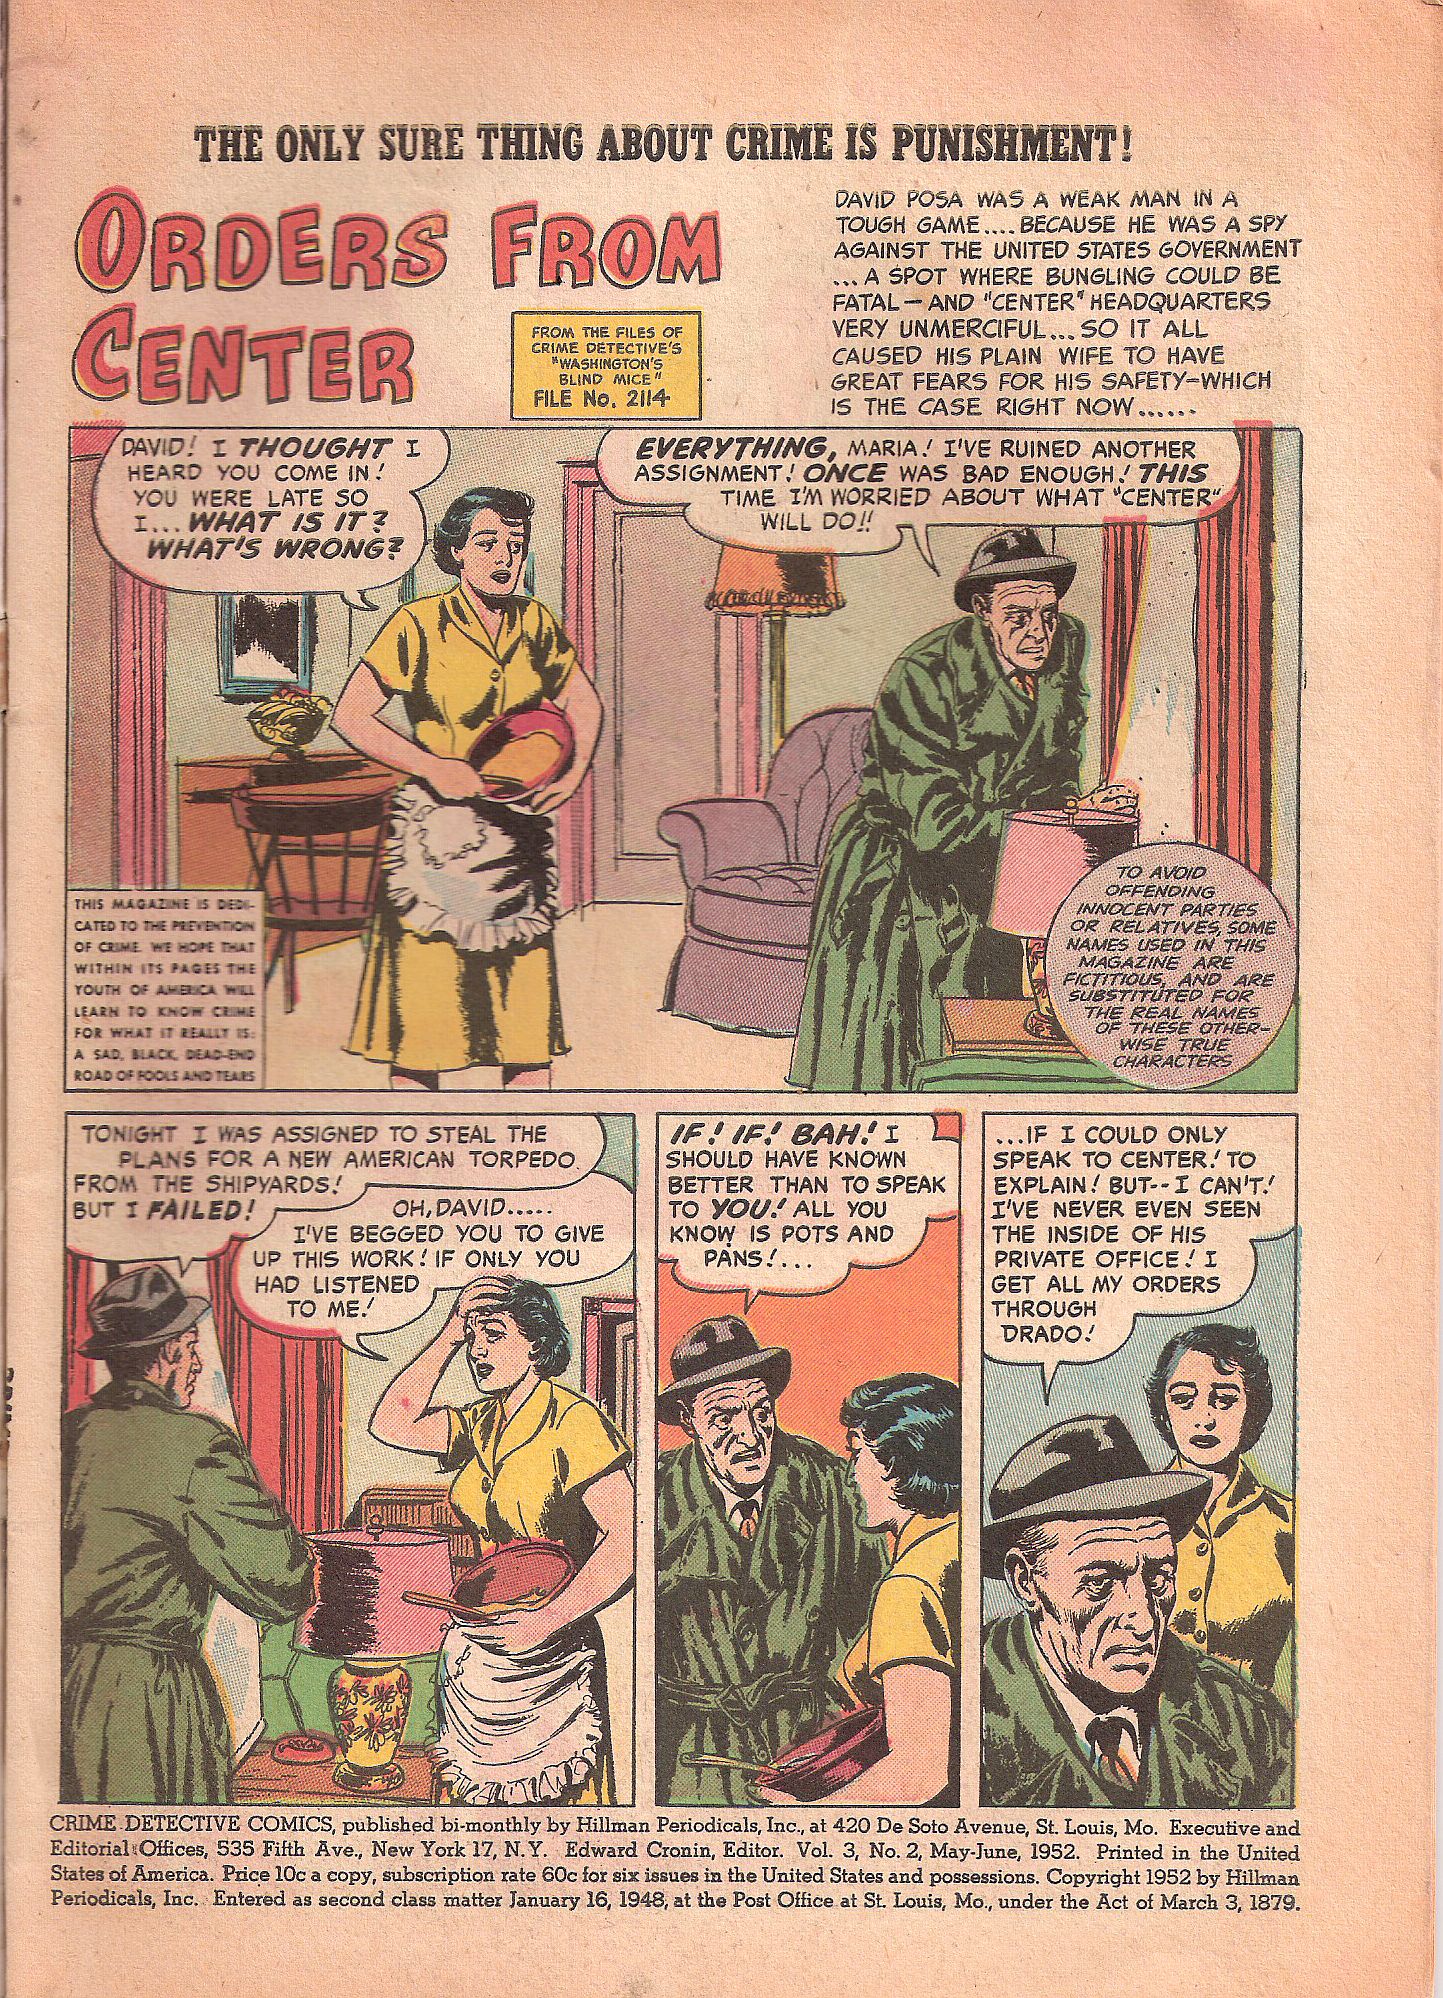 THE ONLY SURE THING ABOUT CRIME IS PUNISHMENT!
ORDERS FROM
CENTER
FROM THE FILES OF
CRIME DETECTIVE'S
"WASHINGTON'S
BLIND MICE"
FILE NO. 2114
DAVID POSA WAS A WEAK MAN IN A
TOUGH GAME....BECAUSE HE WAS A SPY
AGAINST THE UNITED STATES GOVERNMENT
...A SPOT WHERE BUNGLING COULD BE
FATAL—AND "CENTER" HEADQUARTERS
VERY UNMERCIFUL...SO IT ALL
CAUSED HIS PLAIN WIFE TO HAVE
GREAT FEARS FOR HIS SAFETY—WHICH
IS THE CASE RIGHT NOW......
DAVID! I THOUGHT I
HEARD YOU COME IN!
YOU WERE LATE SO
I... WHAT IS IT?
WHAT'S WRONG?
EVERYTHING, MARIA! I'VE RUINED ANOTHER
ASSIGNMENT! ONCE WAS BAD ENOUGH! THIS
TIME I'M WORRIED ABOUT WHAT "CENTER"
WILL DO!!
THIS MAGAZINE IS DEDI-
CATED TO THE PREVENTION
OF CRIME. WE HOPE THAT
WITHIN ITS PAGES THE
YOUTH OF AMERICA WILL
LEARN TO KNOW CRIME
FOR WHAT IT REALLY IS:
A SAD, BLACK, DEAD-END
ROAD OF FOOLS AND TEARS
TO AVOID
OFFENDING
INNOCENT PARTIES
OR RELATIVES, SOME
NAMES USED IN THIS
MAGAZINE ARE
FICTITIOUS, AND ARE
SUBSTITUTED FOR
THE REAL NAMES
OF THESE OTHER-
WISE TRUE
CHARACTERS
TONIGHT I WAS ASSIGNED TO STEAL THE
PLANS FOR A NEW AMERICAN TORPEDO
FROM THE SHIPYARDS!
BUT I FAILED!
OH, DAVID.....
I'VE BEGGED YOU TO GIVE
UP THIS WORK! IF ONLY YOU
HAD LISTENED
TO ME!
IF! IF! BAH! I
SHOULD HAVE KNOWN
BETTER THAN TO SPEAK
TO YOU! ALL YOU
KNOW IS POTS AND
PANS!...
...IF I COULD ONLY
SPEAK TO CENTER! TO
EXPLAIN! BUT-- I CAN'T!
I'VE NEVER EVEN SEEN
THE INSIDE OF HIS
PRIVATE OFFICE! I
GET ALL MY ORDERS
THROUGH
DRADO!
CRIME DETECTIVE COMICS, published bi-monthly by Hillman Periodicals, Inc., at 420 De Soto Avenue, St. Louis, Mo. Executive and
Editorial Offices, 535 Fifth Ave., New York 17, N.Y. Edward Cronin, Editor. Vol. 3, No. 2, May-June, 1952. Printed in the United
States of America. Price 10c a copy, subscription rate 60c for six issues in the United States and possessions. Copyright 1952 by Hillman
Periodicals, Inc. Entered as second class matter January 16, 1948, at the Post Office at St. Louis, Mo., under the Act of March 3, 1879.